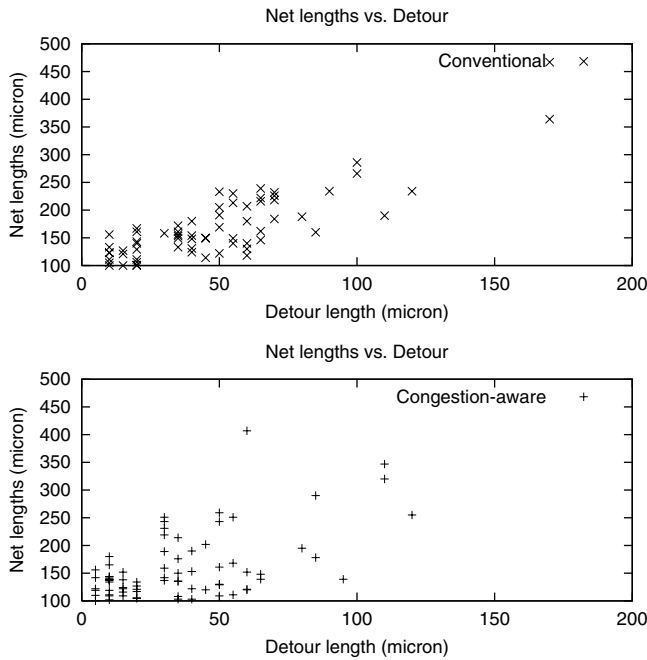 Net lengths vs. Detour
500
450
400
350
300
250
200
150
100
Net lengths (micron)
Conventional
0 50 100 150 200
Detour length (micron)
Net lengths vs. Detour
500
450
400
350
300
250
200
150
100
Net lengths (micron)
Congestion-aware
0 50 100 150 200
Detour length (micron)